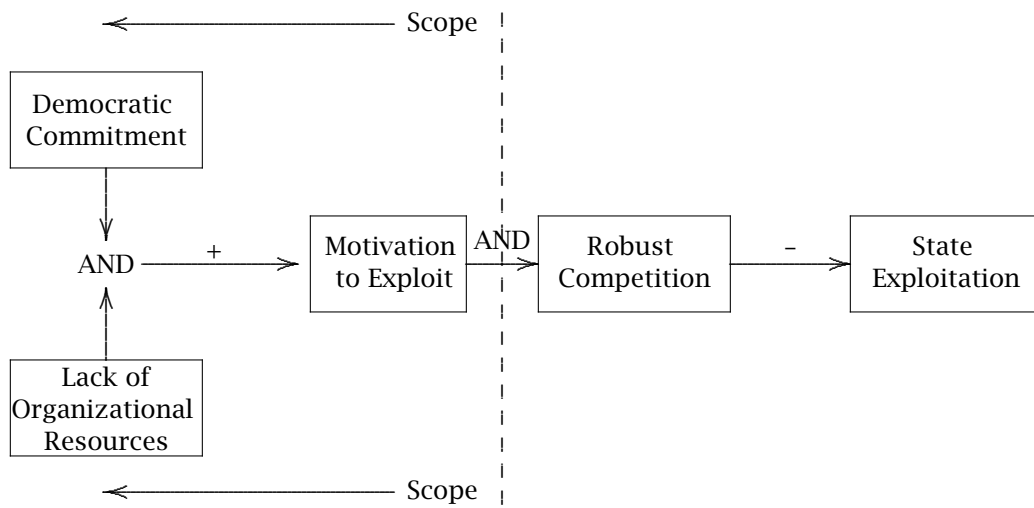 Scope
Democratic
Commitment
AND
+
Motivation
to Exploit
AND
Robust
Competition
–
State
Exploitation
Lack of
Organizational
Resources
Scope